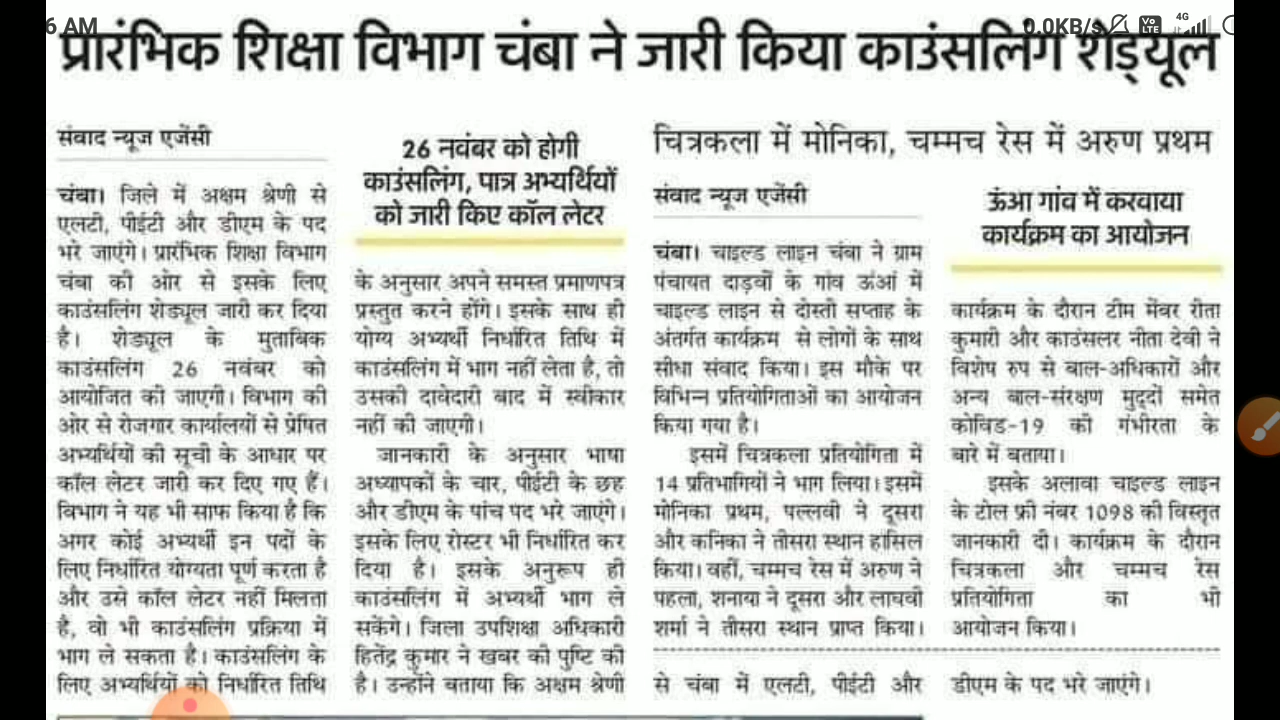 6 AM
0.0KB/s
Vo LTE
4G
प्रारंभिक शिक्षा विभाग चंबा ने जारी किया काउंसलिंग शेड्यूल
संवाद न्यूज एजेंसी
चंबा। जिले में अक्षम श्रेणी से
एलटी, पीईटी और डीएम के पद
भरे जाएंगे। प्रारंभिक शिक्षा विभाग
चंबा की ओर से इसके लिए
काउंसलिंग शेड्यूल जारी कर दिया
है। शेड्यूल के मुताबिक
काउंसलिंग 26 नवंबर को
आयोजित की जाएगी। विभाग की
ओर से रोजगार कार्यालयों से प्रेषित
अभ्यर्थियों की सूची के आधार पर
कॉल लेटर जारी कर दिए गए हैं।
विभाग ने यह भी साफ किया है कि
अगर कोई अभ्यर्थी इन पदों के
लिए निर्धारित योग्यता पूर्ण करता है
और उसे कॉल लेटर नहीं मिलता
है, वो भी काउंसलिंग प्रक्रिया में
भाग ले सकता है। काउंसलिंग के
लिए अभ्यर्थियों को निर्धारित तिथि
26 नवंबर को होगी
काउंसलिंग, पात्र अभ्यर्थियों
को जारी किए कॉल लेटर
के अनुसार अपने समस्त प्रमाणपत्र
प्रस्तुत करने होंगे। इसके साथ ही
योग्य अभ्यर्थी निर्धारित तिथि में
काउंसलिंग में भाग नहीं लेता है, तो
उसकी दावेदारी बाद में स्वीकार
नहीं की जाएगी।
जानकारी के अनुसार भाषा
अध्यापकों के चार, पीईटी के छह
और डीएम के पांच पद भरे जाएंगे।
इसके लिए रोस्टर भी निर्धारित कर
दिया है। इसके अनुरूप ही
काउंसलिंग में अभ्यर्थी भाग ले
सकेंगे। जिला उपशिक्षा अधिकारी
हितेंद्र कुमार ने खबर की पुष्टि की
है। उन्होंने बताया कि अक्षम श्रेणी
से चंबा में एलटी, पीईटी और
डीएम के पद भरे जाएंगे।
चित्रकला में मोनिका, चम्मच रेस में अरुण प्रथम
संवाद न्यूज एजेंसी
चंबा। चाइल्ड लाइन चंबा ने ग्राम
पंचायत दाड़वीं के गांव ऊंआं में
चाइल्ड लाइन से दोस्ती सप्ताह के
अंतर्गत कार्यक्रम से लोगों के साथ
सीधा संवाद किया। इस मौके पर
विभिन्न प्रतियोगिताओं का आयोजन
किया गया है।
इसमें चित्रकला प्रतियोगिता में
14 प्रतिभागियों ने भाग लिया। इसमें
मोनिका प्रथम, पल्लवी ने दूसरा
और कनिका ने तीसरा स्थान हासिल
किया। वहीं, चम्मच रेस में अरुण ने
पहला, शनाया ने दूसरा और लाघवी
शर्मा ने तीसरा स्थान प्राप्त किया।
ऊंआ गांव में करवाया
कार्यक्रम का आयोजन
कार्यक्रम के दौरान टीम मेंबर रीता
कुमारी और काउंसलर नीता देवी ने
विशेष रुप से बाल-अधिकारों और
अन्य बाल-संरक्षण मुद्दों समेत
कोविड-19 की गंभीरता के
बारे में बताया।
इसके अलावा चाइल्ड लाइन
के टोल फ्री नंबर 1098 की विस्तृत
जानकारी दी। कार्यक्रम के दौरान
चित्रकला और चम्मच रेस
प्रतियोगिता का भी
आयोजन किया।